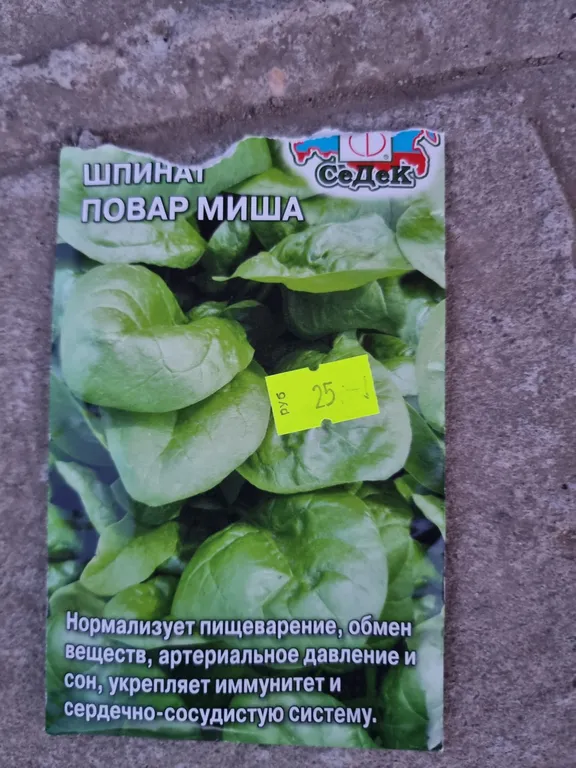 ШПИНАТ
СеДеК
ПОВАР МИША
руб 25.-
Нормализует пищеварение, обмен
веществ, артериальное давление и
сон, укрепляет иммунитет и
сердечно-сосудистую систему.